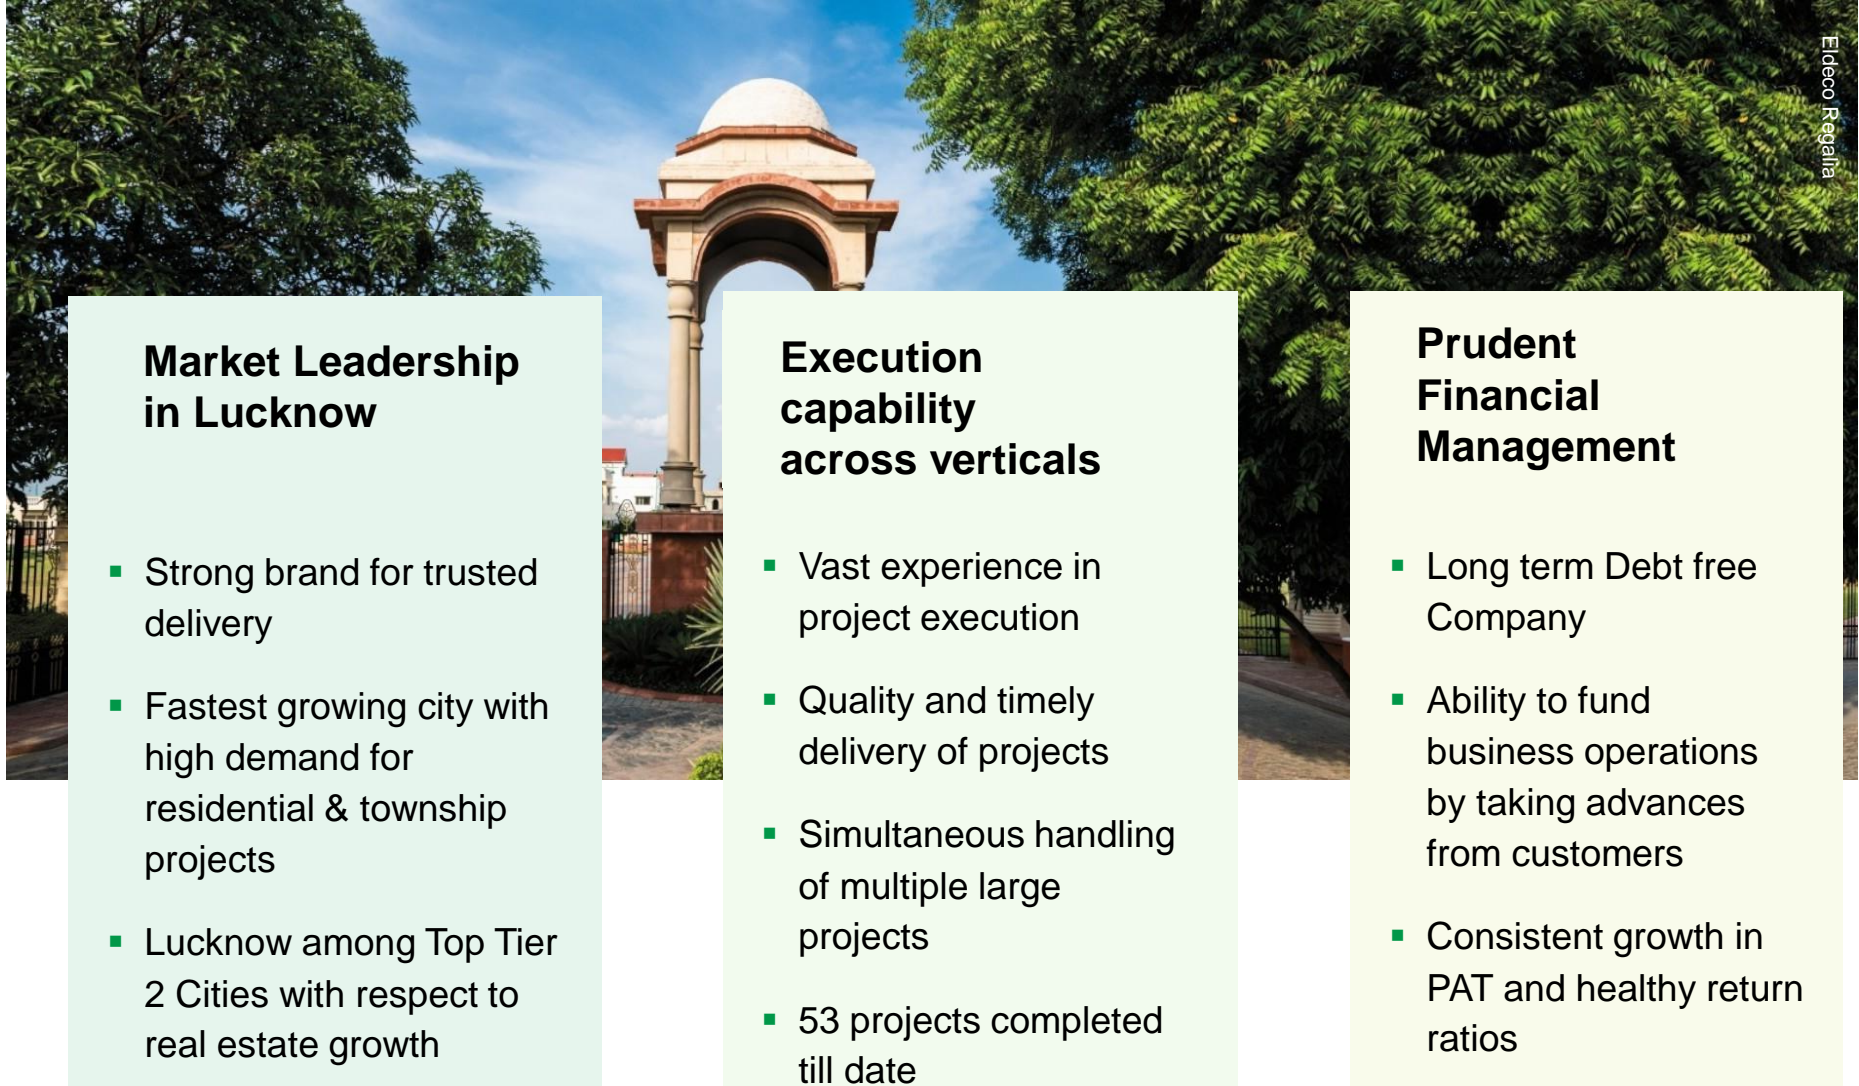 Eldeco Regalia
Market Leadership
in Lucknow
▪ Strong brand for trusted
delivery
▪ Fastest growing city with
high demand for
residential & township
projects
▪ Lucknow among Top Tier
2 Cities with respect to
real estate growth
Execution
capability
across verticals
▪ Vast experience in
project execution
▪ Quality and timely
delivery of projects
▪ Simultaneous handling
of multiple large
projects
▪ 53 projects completed
till date
Prudent
Financial
Management
▪ Long term Debt free
Company
▪ Ability to fund
business operations
by taking advances
from customers
▪ Consistent growth in
PAT and healthy return
ratios